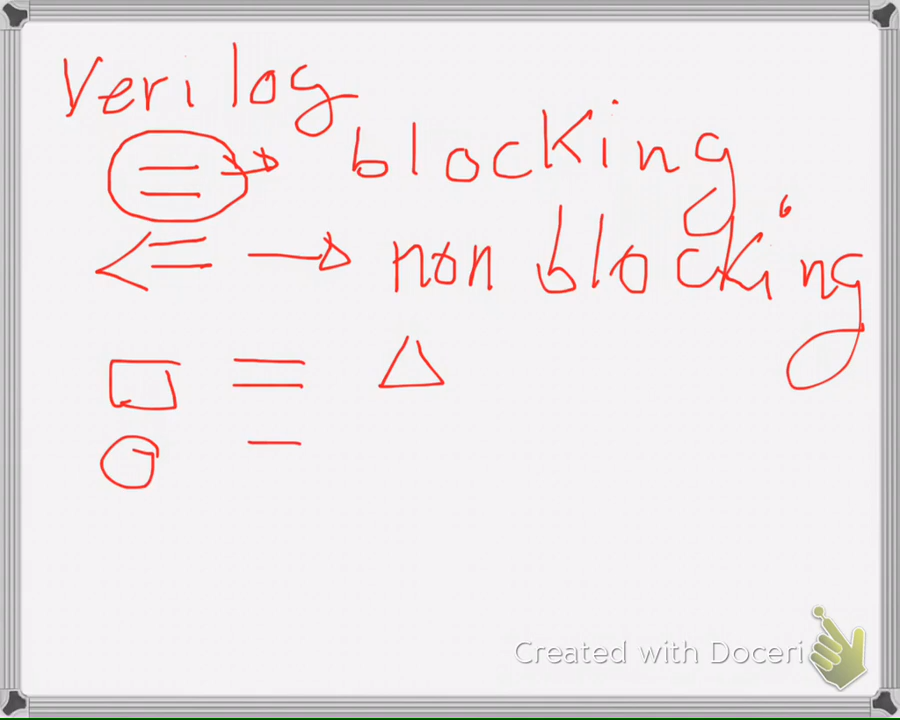 Verilog
= → blocking
<= → non blocking
□ = △
○ −
Created with Doceri